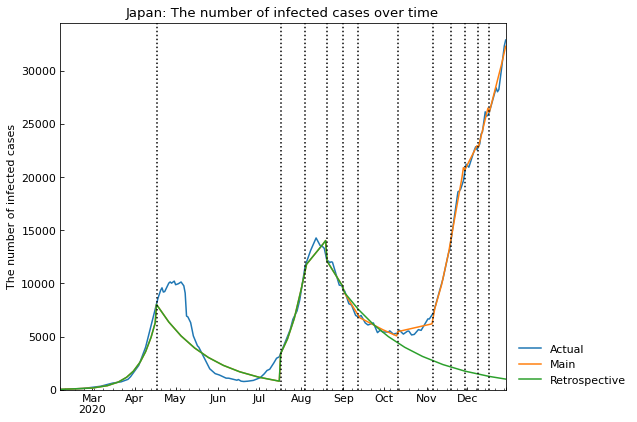 Japan: The number of infected cases over time
The number of infected cases
30000
25000
20000
15000
10000
5000
0
Mar Apr May Jun Jul Aug Sep Oct Nov Dec
2020
Actual
Main
Retrospective